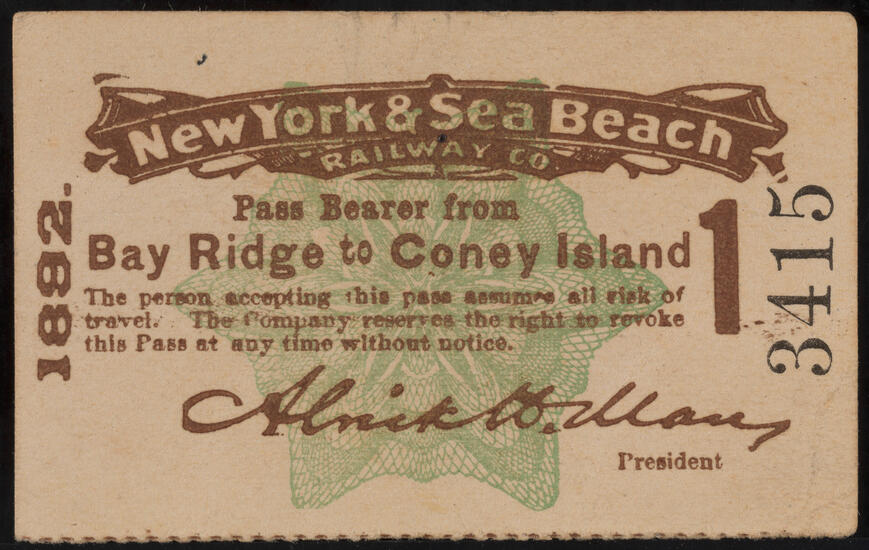 New York & Sea Beach
RAILWAY CO.
Pass Bearer from
Bay Ridge to Coney Island
1
The person accepting this pass assumes all risk of
travel. The Company reserves the right to revoke
this Pass at any time without notice.
Alrick H. Man,
President
1892.
3415